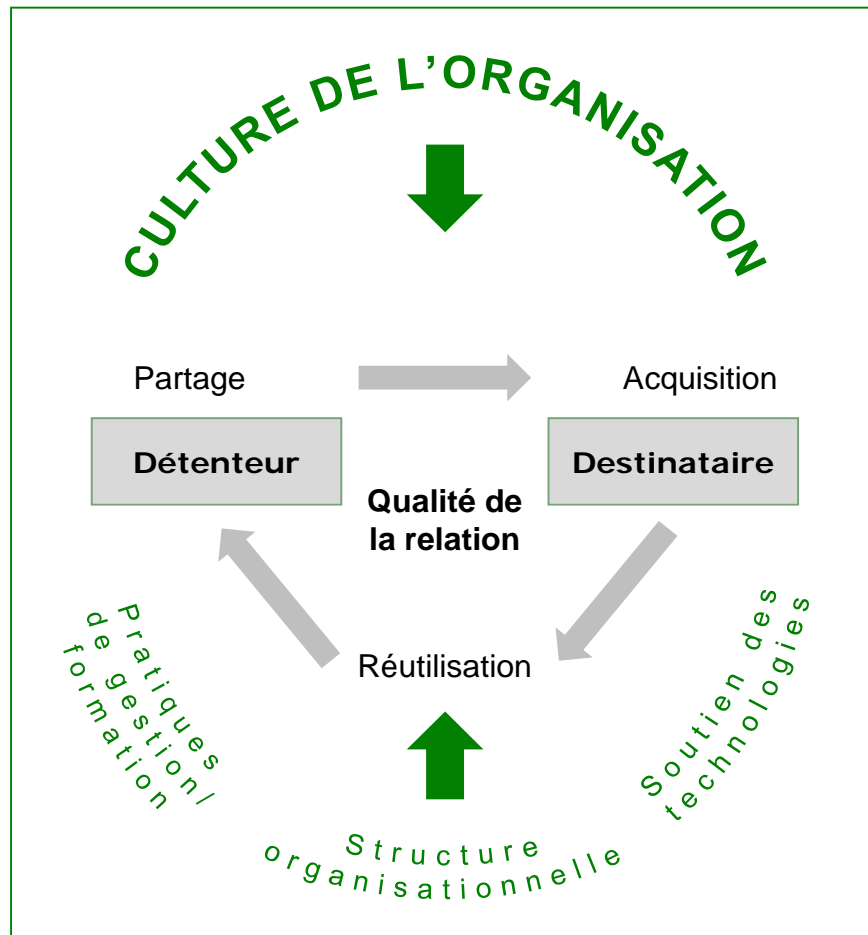 CULTURE DE L’ORGANISATION
Partage
Acquisition
Détenteur
Destinataire
Qualité de
la relation
Réutilisation
Pratiques
de gestion/
formation
Soutien des
technologies
Structure
organisationnelle